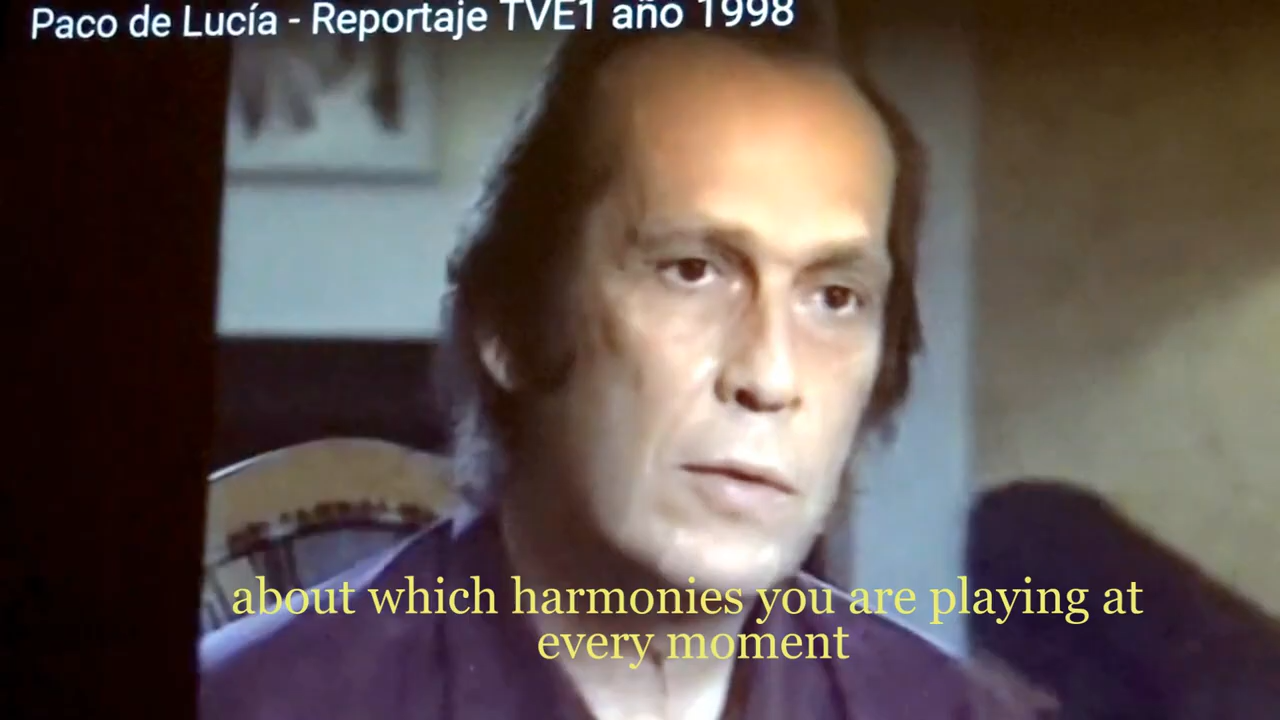 Paco de Lucía - Reportaje TVE1 año 1998
about which harmonies you are playing at
every moment